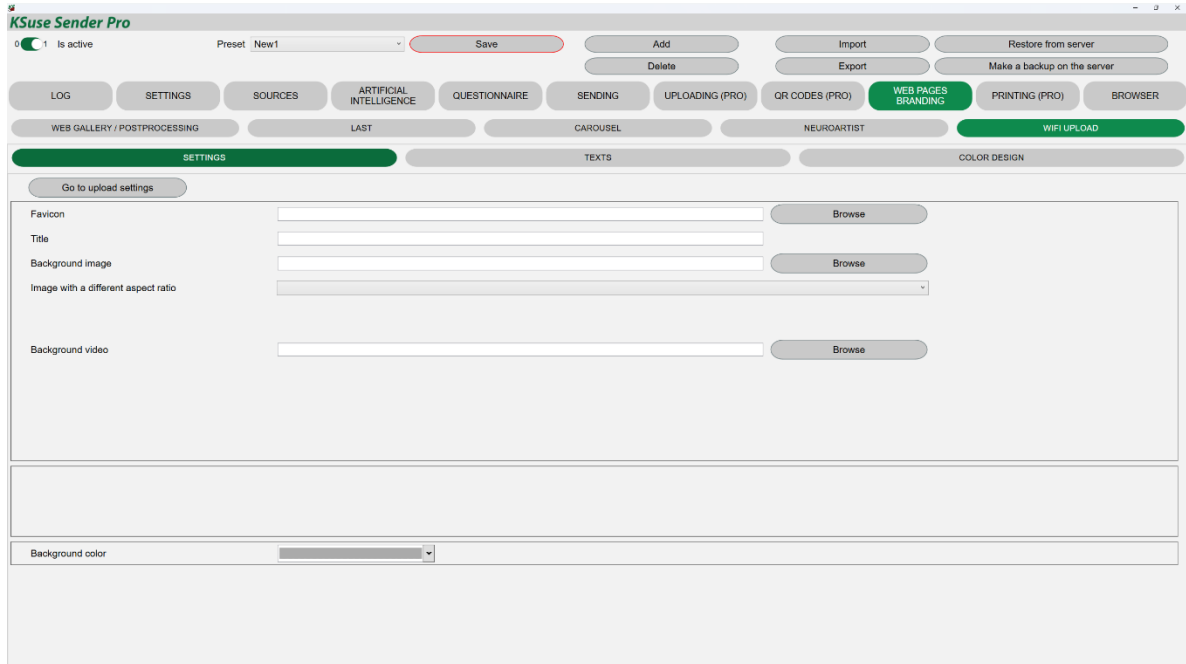 KSuse Sender Pro
0 1 Is active Preset New1 Save Add Import Restore from server
Delete Export Make a backup on the server
LOG SETTINGS SOURCES ARTIFICIAL INTELLIGENCE QUESTIONNAIRE SENDING UPLOADING (PRO) QR CODES (PRO) WEB PAGES BRANDING PRINTING (PRO) BROWSER
WEB GALLERY / POSTPROCESSING LAST CAROUSEL NEUROARTIST WIFI UPLOAD
SETTINGS TEXTS COLOR DESIGN
Go to upload settings
Favicon Browse
Title
Background image Browse
Image with a different aspect ratio
Background video Browse
Background color